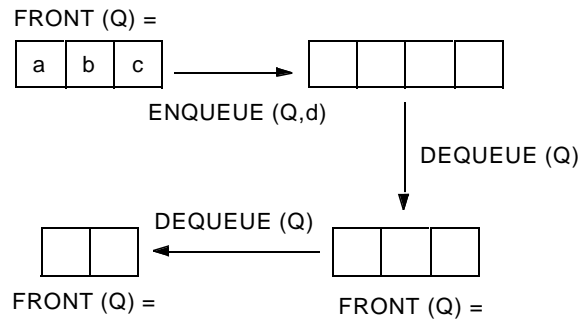 FRONT (Q) =
a b c
ENQUEUE (Q,d)
DEQUEUE (Q)
DEQUEUE (Q)
FRONT (Q) =
FRONT (Q) =